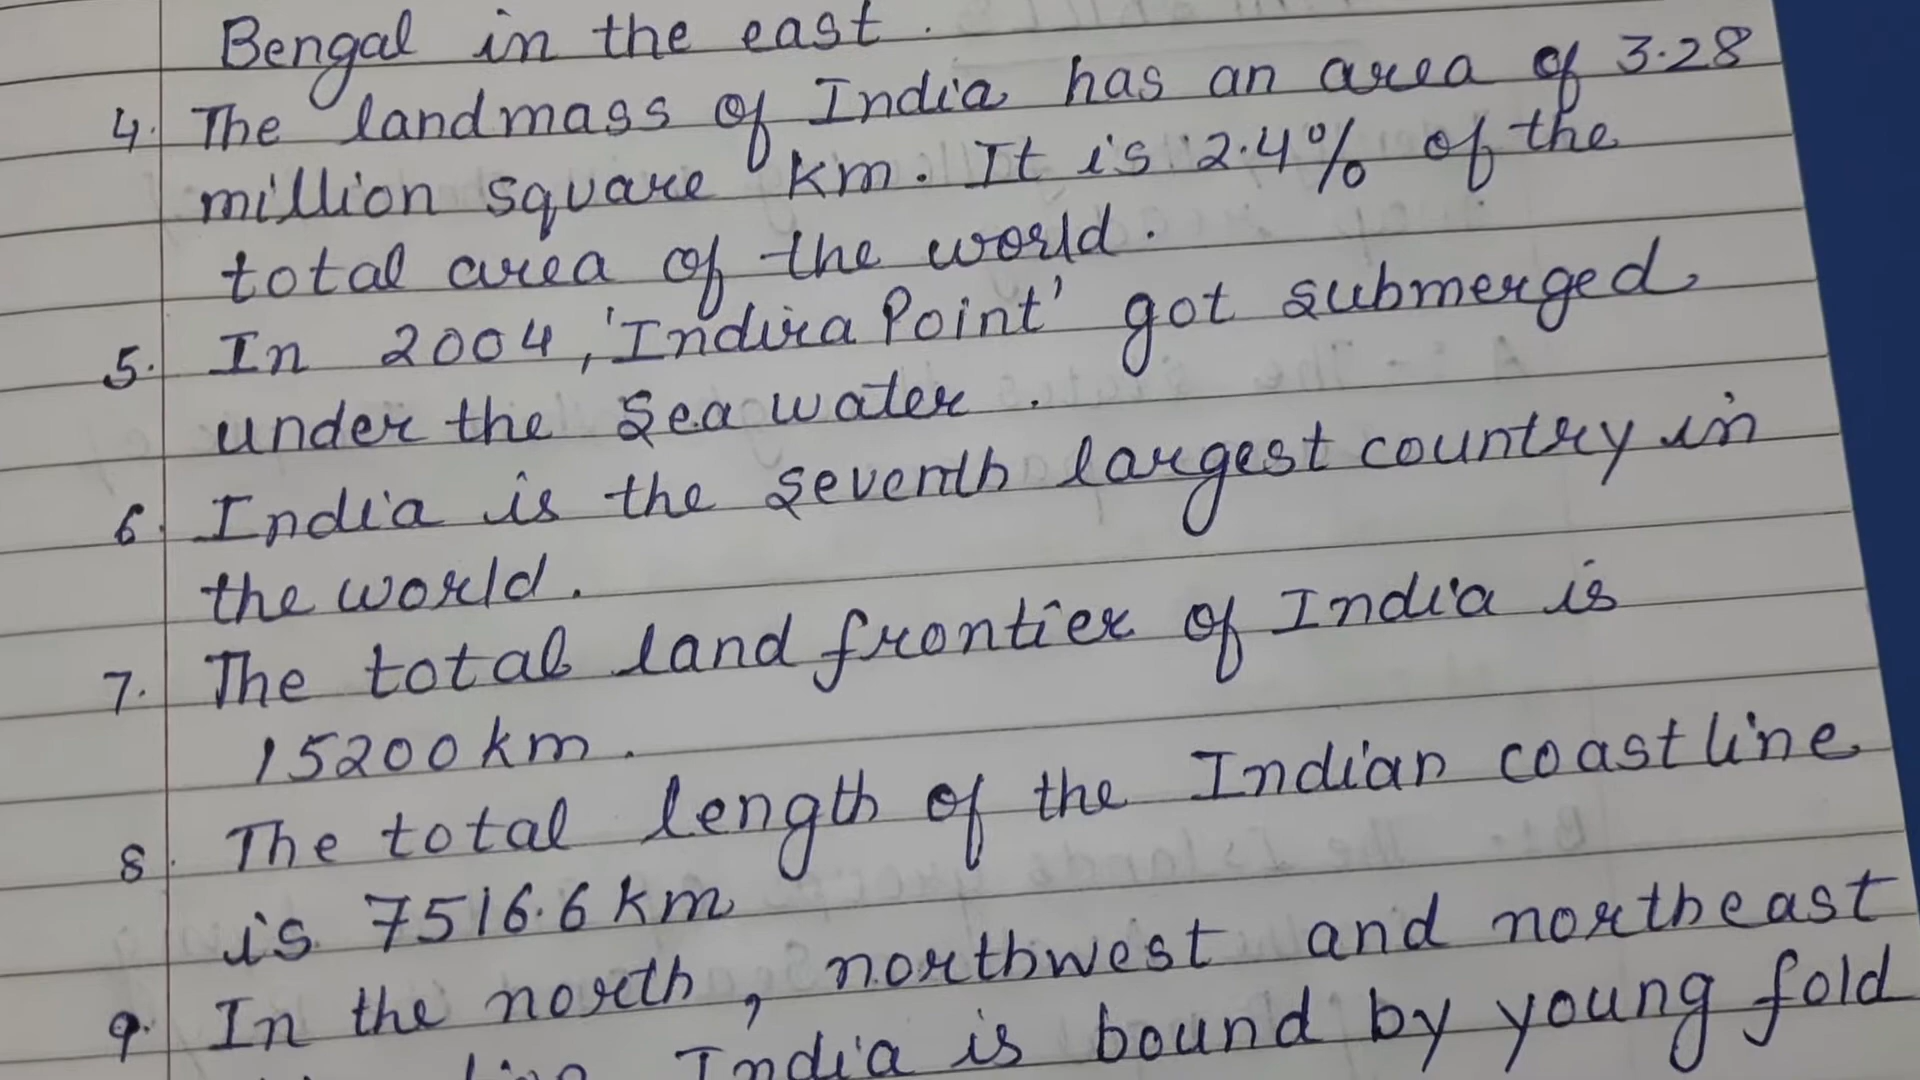 Bengal in the east.
4. The landmass of India has an area of 3.28
million square km. It is 2.4% of the
total area of the world.
5. In 2004, 'Indira Point' got submerged
under the Sea water.
6. India is the seventh largest country in
the world.
7. The total land frontier of India is
15200 km.
8. The total length of the Indian coastline
is 7516.6 km
9. In the north, northwest and northeast
India is bound by young fold